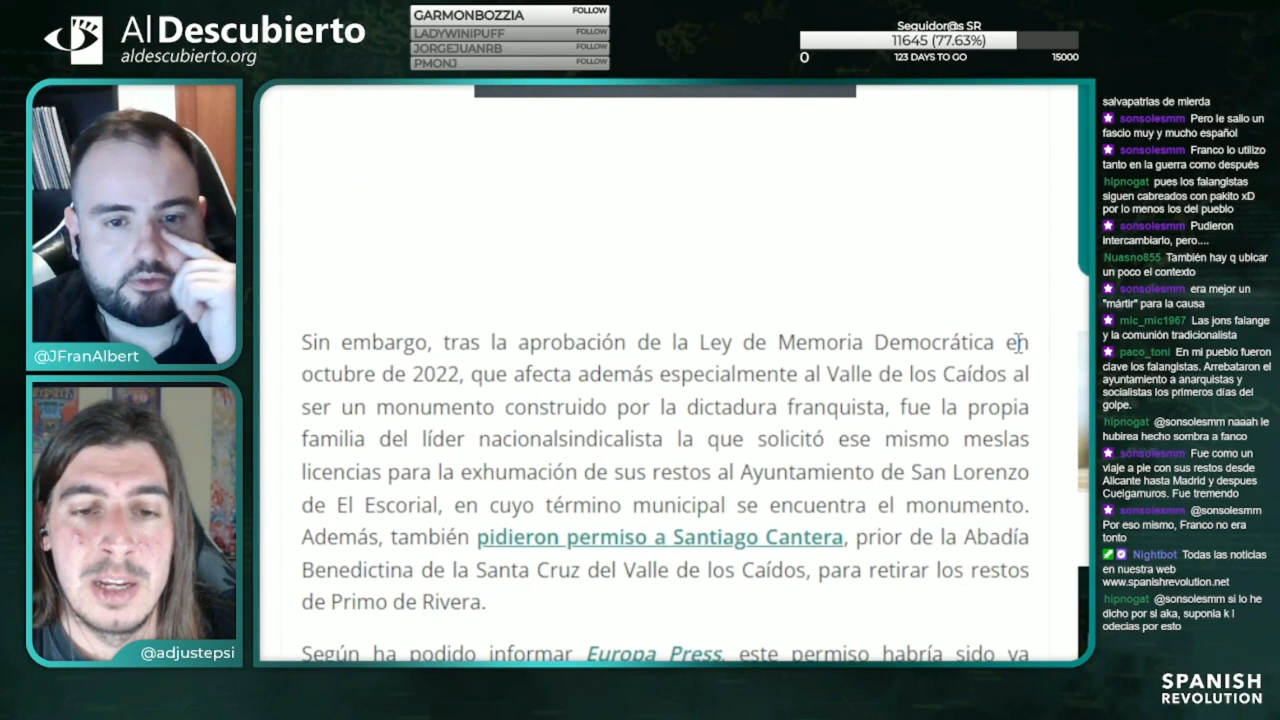 Al Descubierto
aldescubierto.org
GARMONBOZZIA FOLLOW
LADYWINIPUFF FOLLOW
JORGEJUANRB FOLLOW
PMONJ FOLLOW
Seguidor@s SR
11645 (77.63%)
0 123 DAYS TO GO 15000
@JFranAlbert
@adjustepsi
Sin embargo, tras la aprobación de la Ley de Memoria Democrática en
octubre de 2022, que afecta además especialmente al Valle de los Caídos al
ser un monumento construido por la dictadura franquista, fue la propia
familia del líder nacionalsindicalista la que solicitó ese mismo meslas
licencias para la exhumación de sus restos al Ayuntamiento de San Lorenzo
de El Escorial, en cuyo término municipal se encuentra el monumento.
Además, también pidieron permiso a Santiago Cantera, prior de la Abadía
Benedictina de la Santa Cruz del Valle de los Caídos, para retirar los restos
de Primo de Rivera.
Según ha podido informar Europa Press, este permiso habría sido ya
salvapatrias de mierda
sonsolesmm Pero le salio un
fascio muy y mucho español
sonsolesmm Franco lo utilizo
tanto en la guerra como después
hipnogat pues los falangistas
siguen cabreados con pakito xD
por lo menos los del pueblo
sonsolesmm Pudieron
intercambiarlo, pero....
Nuasno855 También hay q ubicar
un poco el contexto
sonsolesmm era mejor un
"mártir" para la causa
mic_mic1967 Las jons falange
y la comunión tradicionalista
paco_toni En mi pueblo fueron
clave los falangistas. Arrebataron el
ayuntamiento a anarquistas y
socialistas los primeros días del
golpe.
hipnogat @sonsolesmm naaah le
hubirea hecho sombra a fanco
sonsolesmm Fue como un
viaje a pie con sus restos desde
Alicante hasta Madrid y despues
Cuelgamuros. Fue tremendo
sonsolesmm @sonsolesmm
Por eso mismo, Franco no era
tonto
Nightbot Todas las noticias
en nuestra web
www.spanishrevolution.net
hipnogat @sonsolesmm si lo he
dicho por si aka, suponia k l
odecias por esto
SPANISH
REVOLUTION